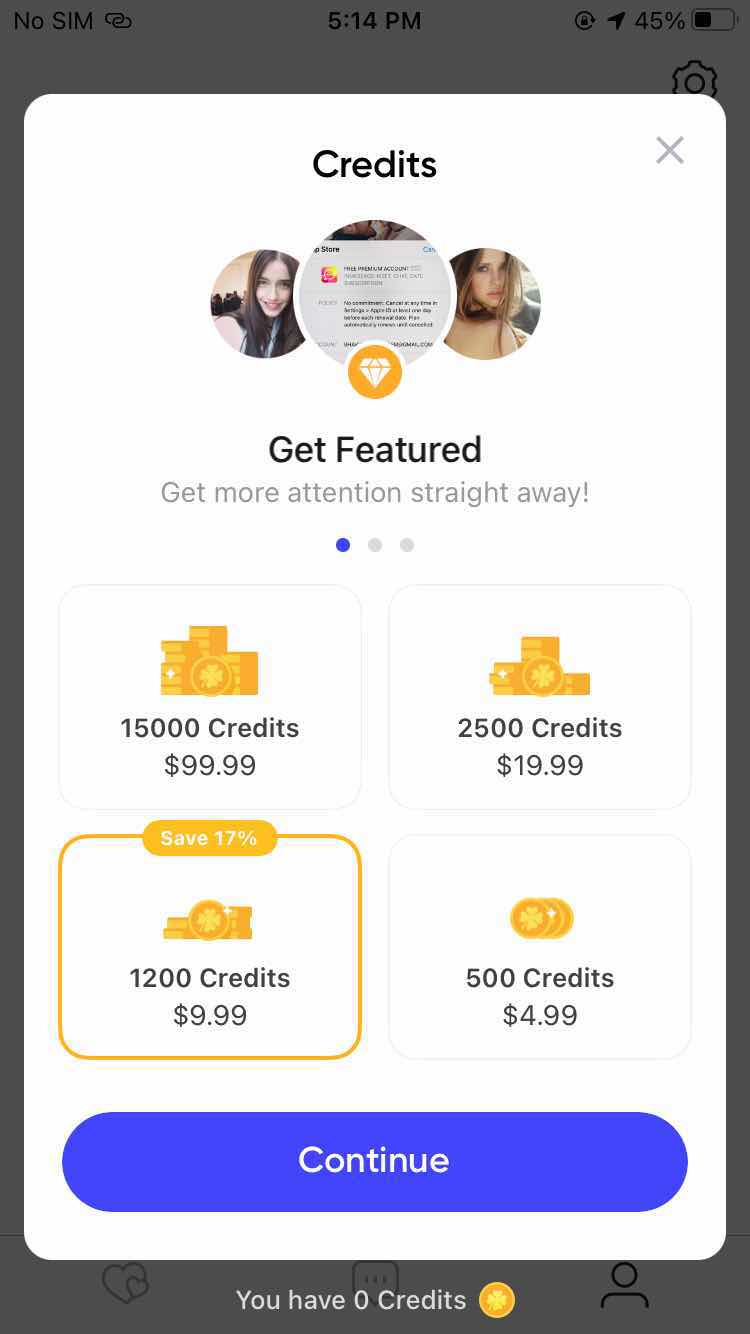 No SIM
5:14 PM
45%
Credits
p Store
FREE PREMIUM ACCOUNT
SUBSCRIPTION
POLICY
No commitment. Cancel at any time in
Settings > Apple ID at least one day
before each renewal date. Plan
automatically renews until cancelled.
Get Featured
Get more attention straight away!
15000 Credits
$99.99
2500 Credits
$19.99
Save 17%
1200 Credits
$9.99
500 Credits
$4.99
Continue
You have 0 Credits